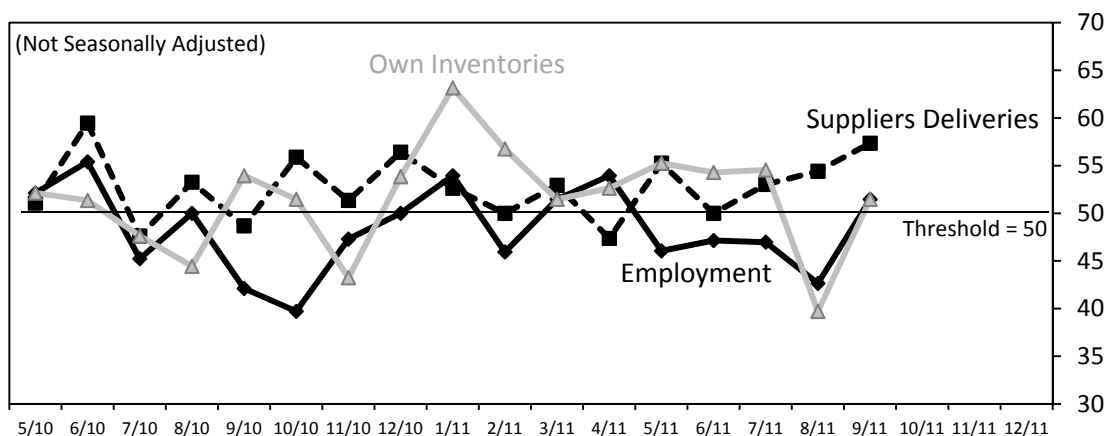 (Not Seasonally Adjusted)
Own Inventories
Suppliers Deliveries
Threshold = 50
Employment
70
65
60
55
50
45
40
35
30
5/10 6/10 7/10 8/10 9/10 10/10 11/10 12/10 1/11 2/11 3/11 4/11 5/11 6/11 7/11 8/11 9/11 10/11 11/11 12/11